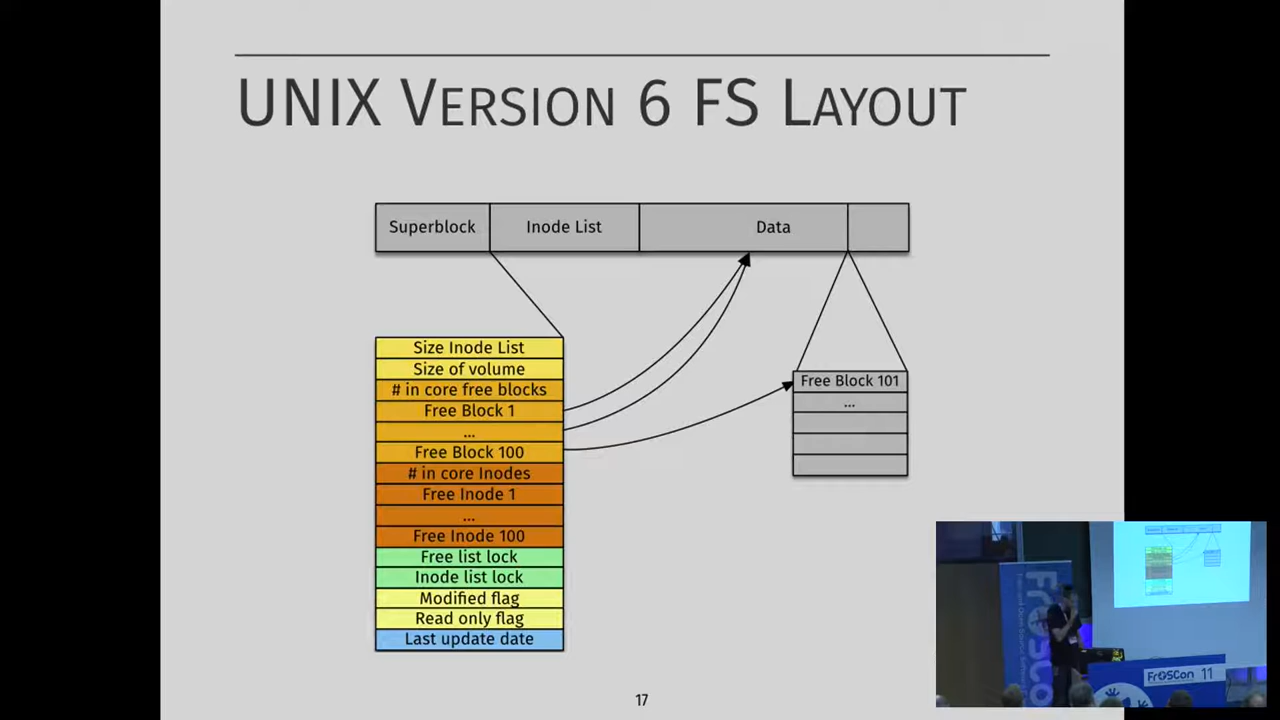 UNIX VERSION 6 FS LAYOUT
Superblock
Inode List
Data
Size Inode List
Size of volume
# in core free blocks
Free Block 1
...
Free Block 100
# in core Inodes
Free Inode 1
...
Free Inode 100
Free list lock
Inode list lock
Modified flag
Read only flag
Last update date
Free Block 101
...
17
FrOSCon
FrOSCon 11